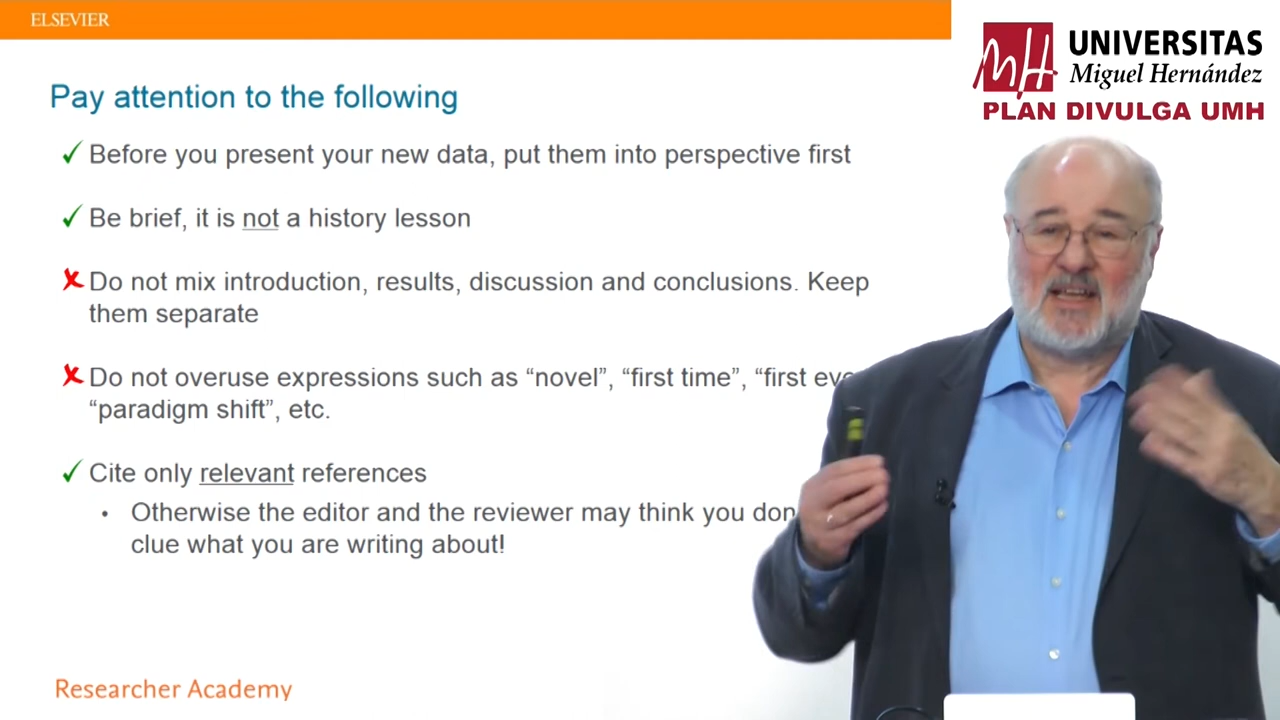 ELSEVIER
UNIVERSITAS
Miguel Hernández
PLAN DIVULGA UMH
Pay attention to the following
Before you present your new data, put them into perspective first
Be brief, it is not a history lesson
Do not mix introduction, results, discussion and conclusions. Keep
them separate
Do not overuse expressions such as “novel”, “first time”, “first
“paradigm shift”, etc.
Cite only relevant references
• Otherwise the editor and the reviewer may think you
clue what you are writing about!
Researcher Academy